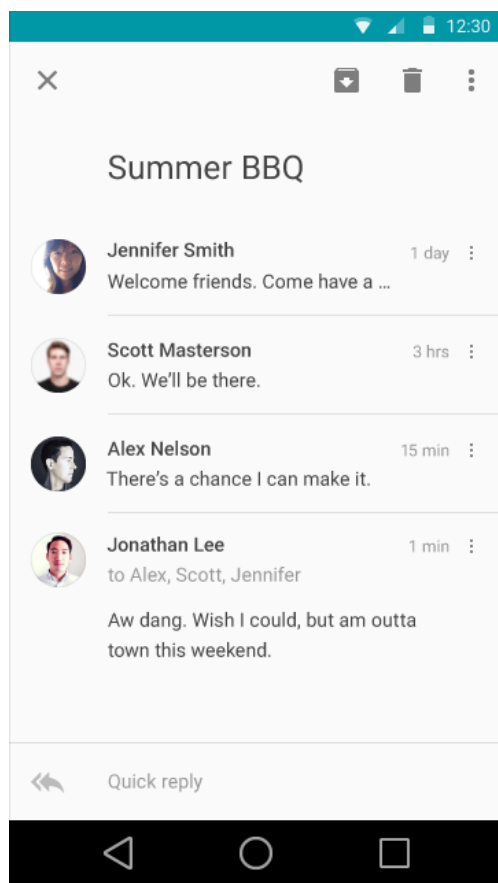 12:30
Summer BBQ
Jennifer Smith
1 day
Welcome friends. Come have a ...
Scott Masterson
3 hrs
Ok. We'll be there.
Alex Nelson
15 min
There's a chance I can make it.
Jonathan Lee
1 min
to Alex, Scott, Jennifer
Aw dang. Wish I could, but am outta
town this weekend.
Quick reply